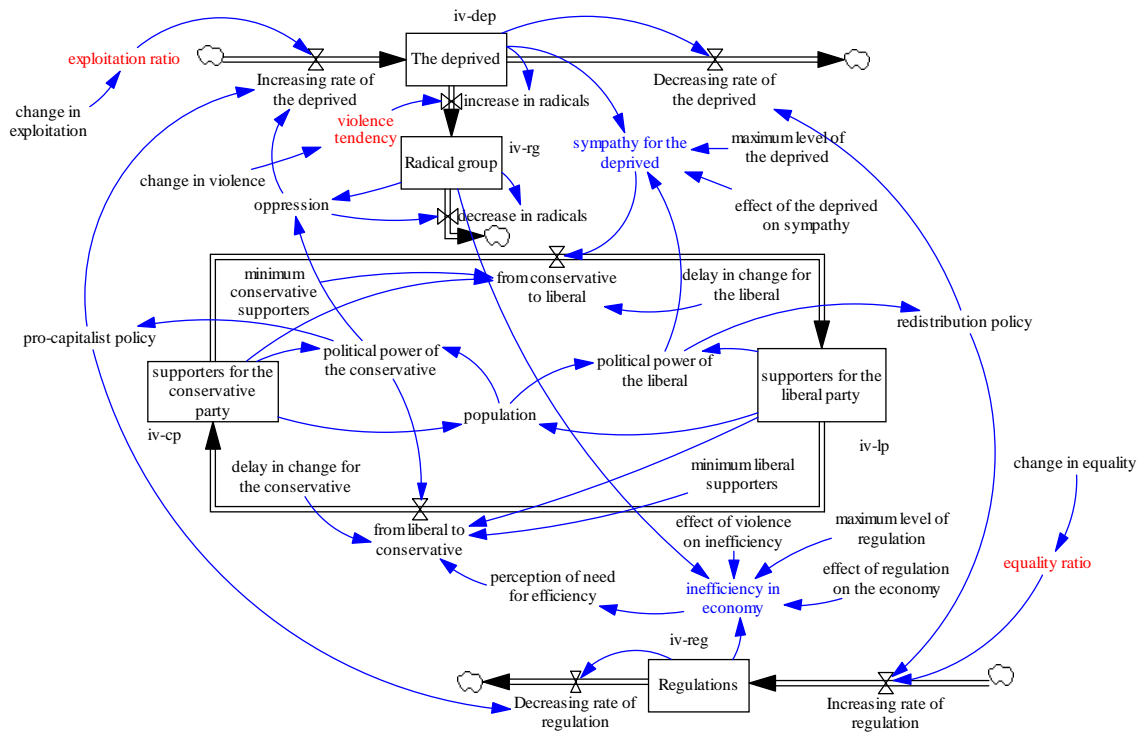 iv-dep
exploitation ratio
The deprived
Increasing rate of
the deprived
Decreasing rate of
the deprived
increase in radicals
change in
exploitation
violence
tendency
iv-rg
sympathy for the
deprived
maximum level of
the deprived
Radical group
change in violence
oppression
decrease in radicals
effect of the deprived
on sympathy
minimum
conservative
supporters
from conservative
to liberal
delay in change for
the liberal
redistribution policy
pro-capitalist policy
political power of
the conservative
political power of
the liberal
supporters for the
conservative
party
supporters for the
liberal party
population
iv-cp
iv-lp
delay in change for
the conservative
minimum liberal
supporters
change in equality
from liberal to
conservative
effect of violence
on inefficiency
maximum level of
regulation
equality ratio
perception of need
for efficiency
inefficiency in
economy
effect of regulation
on the economy
iv-reg
Regulations
Decreasing rate of
regulation
Increasing rate of
regulation